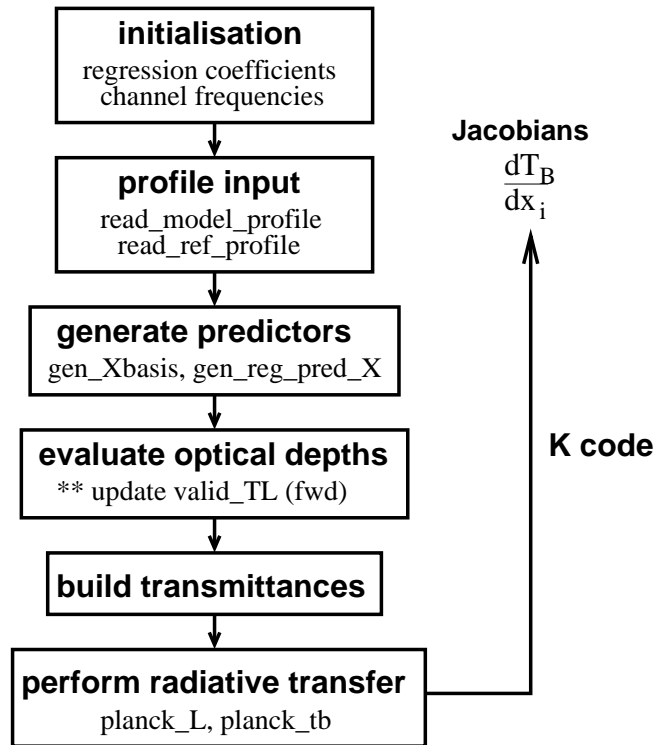 initialisation
regression coefficients
channel frequencies
profile input
read_model_profile
read_ref_profile
generate predictors
gen_Xbasis, gen_reg_pred_X
evaluate optical depths
** update valid_TL (fwd)
build transmittances
perform radiative transfer
planck_L, planck_tb
Jacobians
dT_B
dx_i
K code